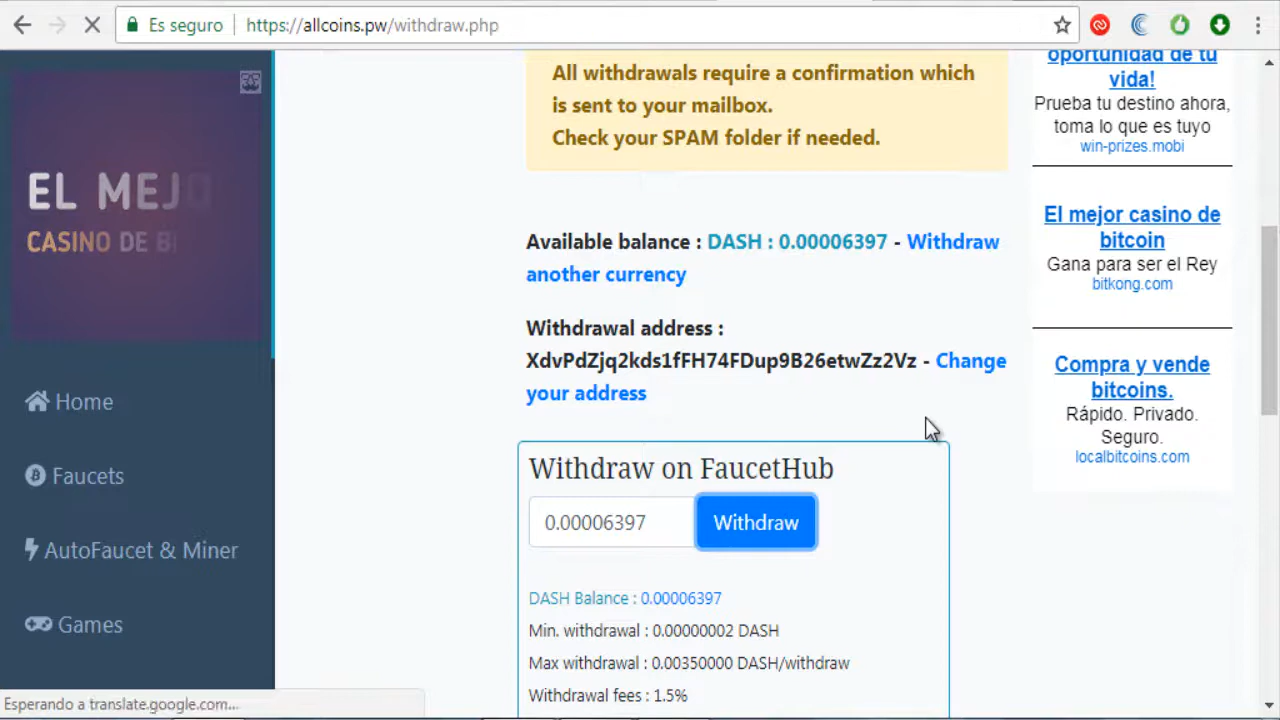 Es seguro
https://allcoins.pw/withdraw.php
EL MEJO
CASINO DE BI
Home
Faucets
AutoFaucet & Miner
Games
All withdrawals require a confirmation which
is sent to your mailbox.
Check your SPAM folder if needed.
Available balance : DASH : 0.00006397 - Withdraw
another currency
Withdrawal address :
XdvPdZjq2kds1fFH74FDup9B26etwZz2Vz - Change
your address
Withdraw on FaucetHub
0.00006397
Withdraw
DASH Balance : 0.00006397
Min. withdrawal : 0.00000002 DASH
Max withdrawal : 0.00350000 DASH/withdraw
Withdrawal fees : 1.5%
oportunidad de tu
vida!
Prueba tu destino ahora,
toma lo que es tuyo
win-prizes.mobi
El mejor casino de
bitcoin
Gana para ser el Rey
bitkong.com
Compra y vende
bitcoins.
Rápido. Privado.
Seguro.
localbitcoins.com
Esperando a translate.google.com...